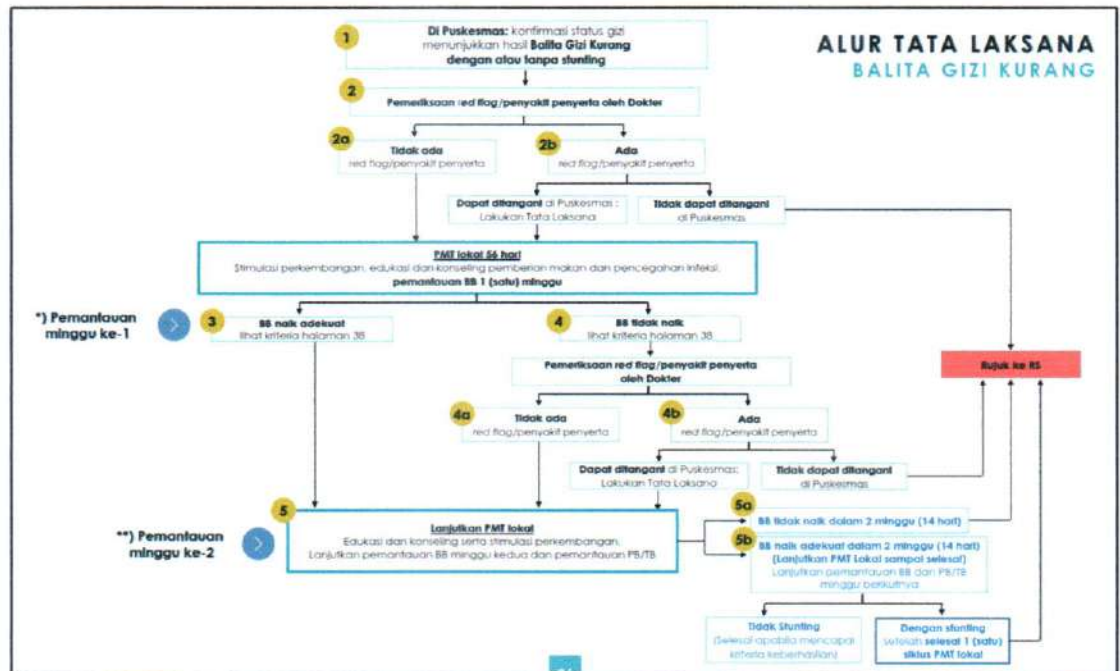 ALUR TATA LAKSANA
BALITA GIZI KURANG
1
Di Puskesmas: konfirmasi status gizi
menunjukkan hasil Balita Gizi Kurang
dengan atau tanpa stunting
2
Pemeriksaan red flag/penyakit penyerta oleh Dokter
2a
Tidak ada
red flag/penyakit penyerta
2b
Ada
red flag/penyakit penyerta
Dapat ditangani di Puskesmas :
Lakukan Tata Laksana
Tidak dapat ditangani
di Puskesmas
PMT lokal 56 hari
Stimulasi perkembangan, edukasi dan konseling pemberian makan dan pencegahan infeksi,
pemantauan BB 1 (satu) minggu
*) Pemantauan
minggu ke-1
3
BB naik adekuat
lihat kriteria halaman 38
4
BB tidak naik
lihat kriteria halaman 38
Pemeriksaan red flag/penyakit penyerta
oleh Dokter
Rujuk ke RS
4a
Tidak ada
red flag/penyakit penyerta
4b
Ada
red flag/penyakit penyerta
Dapat ditangani di Puskesmas:
Lakukan Tata Laksana
Tidak dapat ditangani
di Puskesmas
**) Pemantauan
minggu ke-2
5
Lanjutkan PMT lokal
Edukasi dan konseling serta stimulasi perkembangan,
Lanjutkan pemantauan BB minggu kedua dan pemantauan PB/TB
5a
BB tidak naik dalam 2 minggu (14 hari)
5b
BB naik adekuat dalam 2 minggu (14 hari)
(Lanjutkan PMT Lokal sampai selesai)
Lanjutkan pemantauan BB dan PB/TB
minggu berikutnya
Tidak Stunting
(Selesai apabila mencapai
kriteria keberhasilan)
Dengan stunting
setelah selesai 1 (satu)
siklus PMT lokal